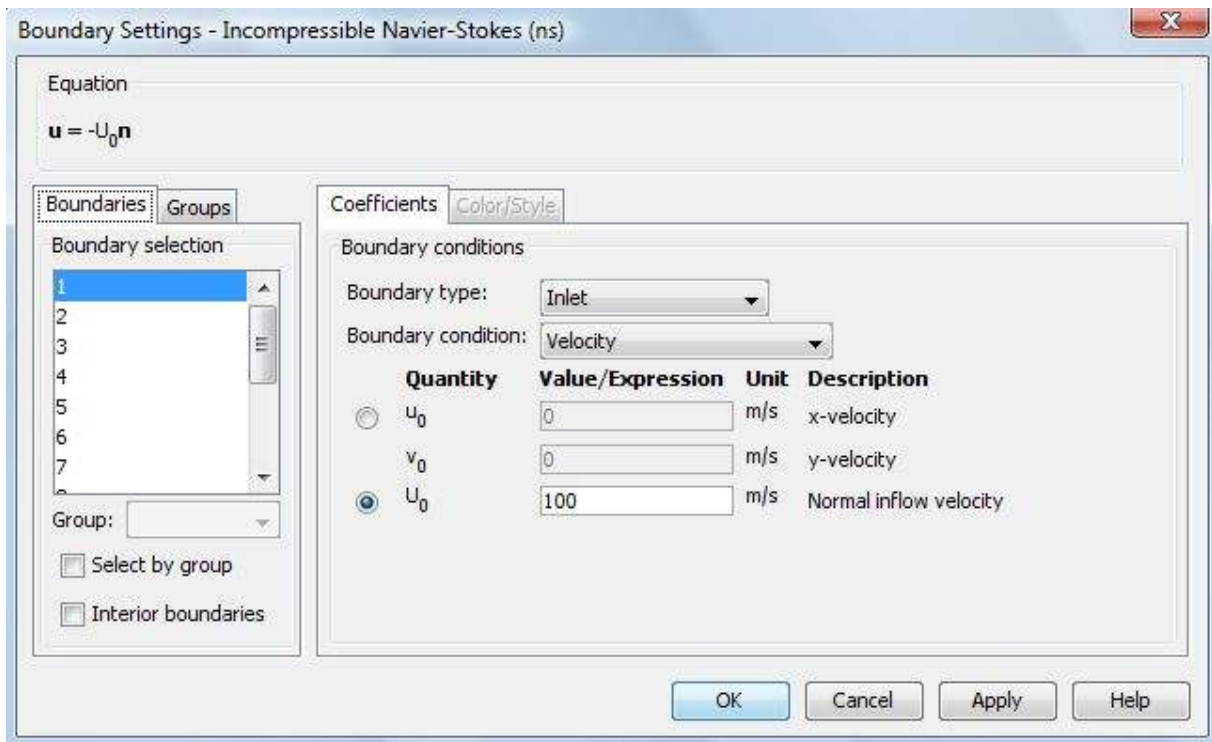 Boundary Settings - Incompressible Navier-Stokes (ns)
Equation
u = -U₀n
Boundaries Groups
Boundary selection
1
2
3
4
5
6
7
Group:
Select by group
Interior boundaries
Coefficients Color/Style
Boundary conditions
Boundary type: Inlet
Boundary condition: Velocity
Quantity Value/Expression Unit Description
u₀ 0 m/s x-velocity
v₀ 0 m/s y-velocity
U₀ 100 m/s Normal inflow velocity
OK Cancel Apply Help